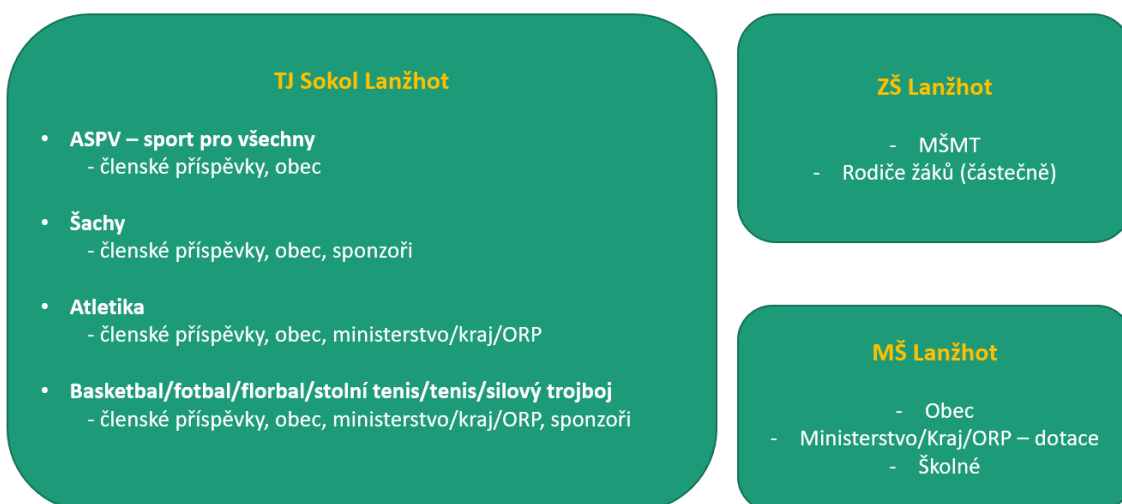 TJ Sokol Lanžhot
• ASPV – sport pro všechny
- členské příspěvky, obec
• Šachy
- členské příspěvky, obec, sponzoři
• Atletika
- členské příspěvky, obec, ministerstvo/kraj/ORP
• Basketbal/fotbal/florbal/stolní tenis/tenis/silový trojboj
- členské příspěvky, obec, ministerstvo/kraj/ORP, sponzoři
ZŠ Lanžhot
- MŠMT
- Rodiče žáků (částečně)
MŠ Lanžhot
- Obec
- Ministerstvo/Kraj/ORP – dotace
- Školné